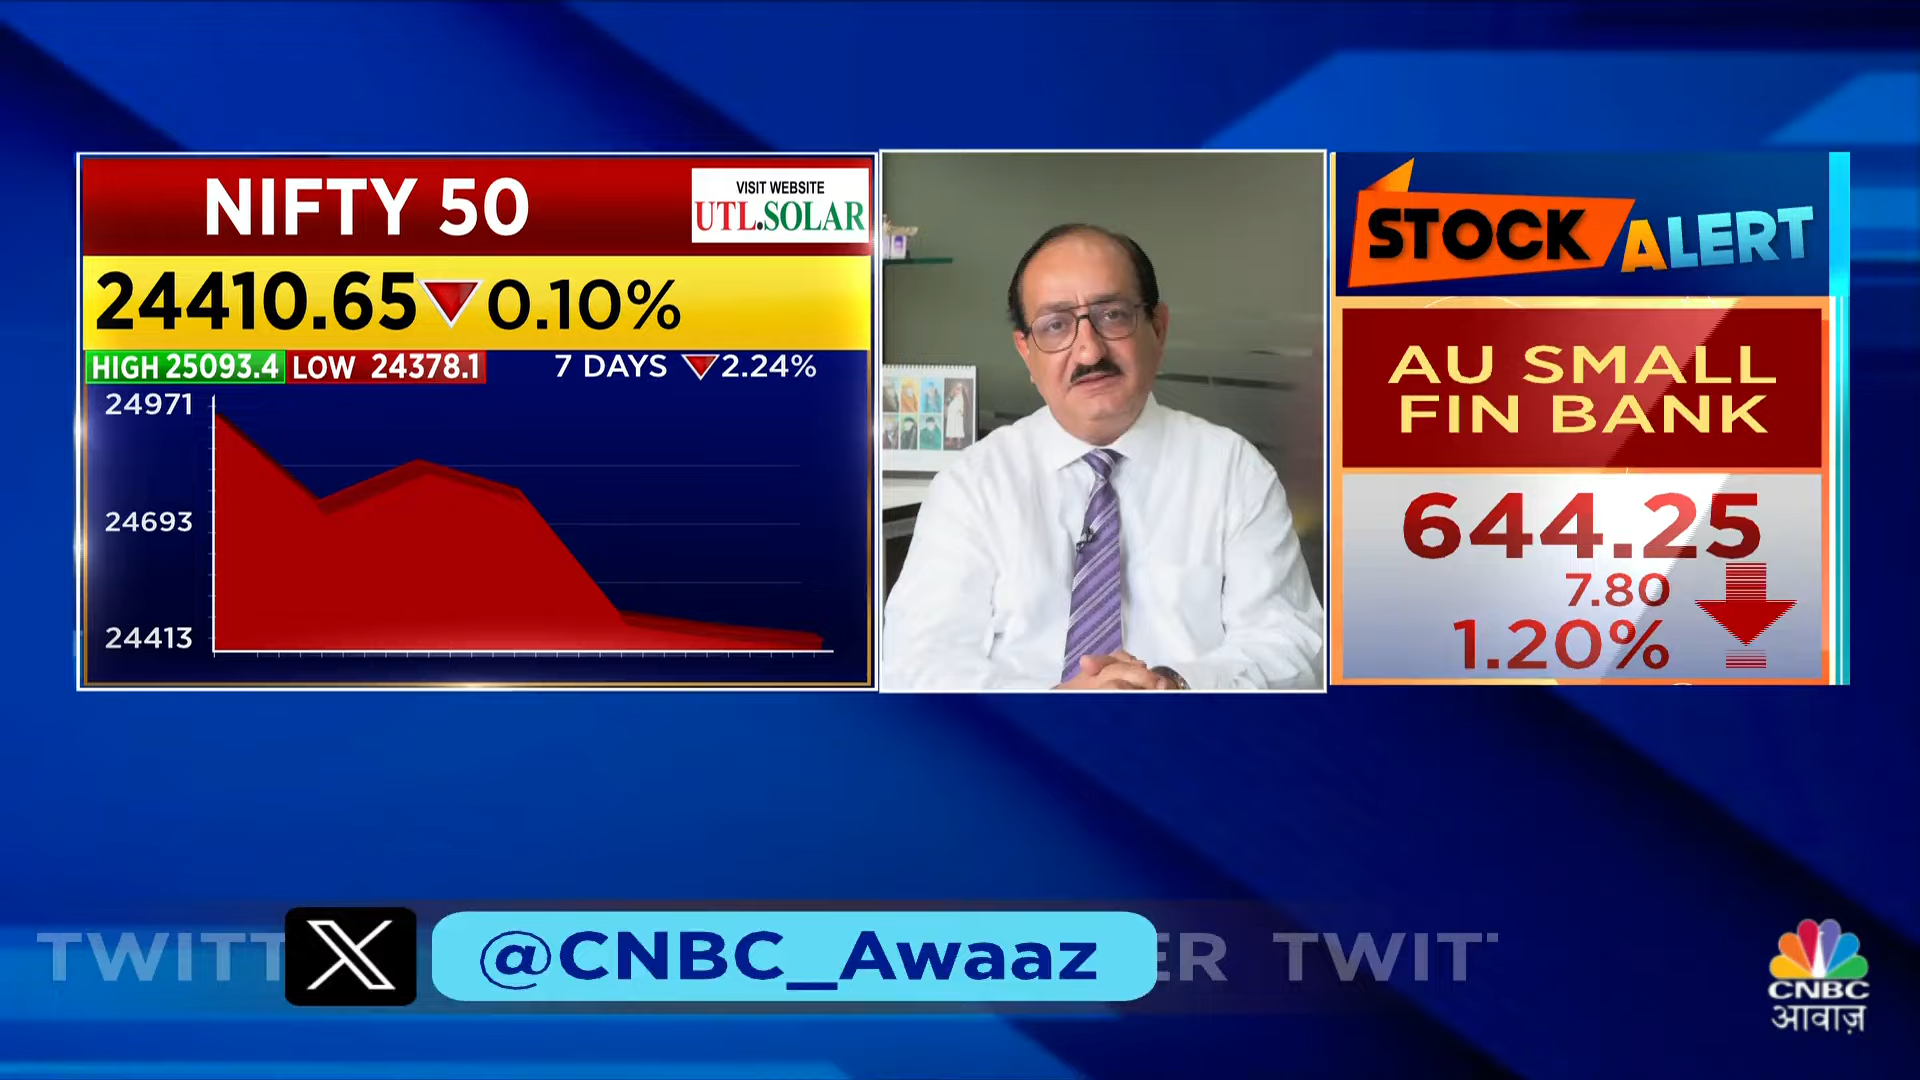 NIFTY 50
VISIT WEBSITE
UTL.SOLAR
24410.65 0.10%
HIGH 25093.4 LOW 24378.1 7 DAYS 2.24%
24971
24693
24413
STOCK ALERT
AU SMALL
FIN BANK
644.25
7.80
1.20%
TWITT @CNBC_Awaaz ER TWIT
CNBC
आवाज़